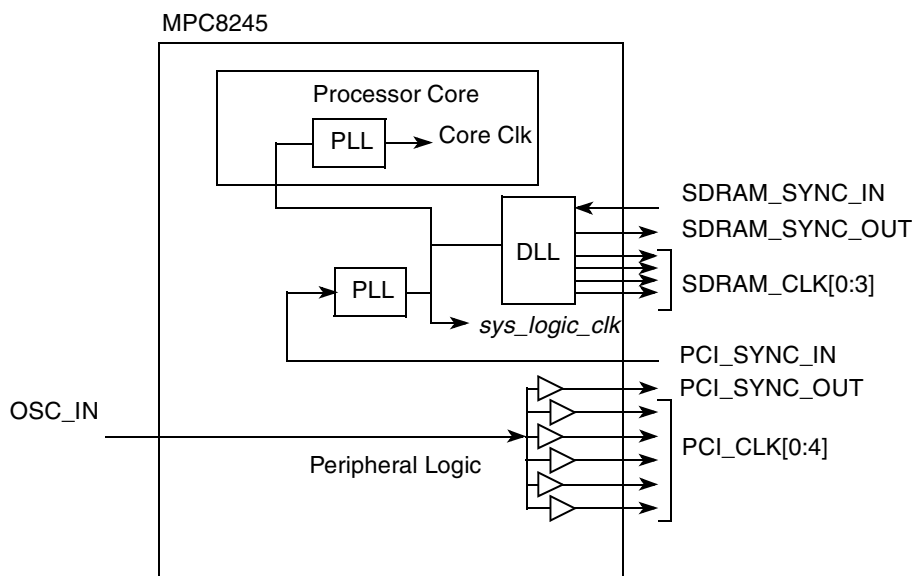 MPC8245
Processor Core
PLL
Core Clk
SDRAM_SYNC_IN
SDRAM_SYNC_OUT
DLL
SDRAM_CLK[0:3]
PLL
sys_logic_clk
PCI_SYNC_IN
PCI_SYNC_OUT
OSC_IN
PCI_CLK[0:4]
Peripheral Logic